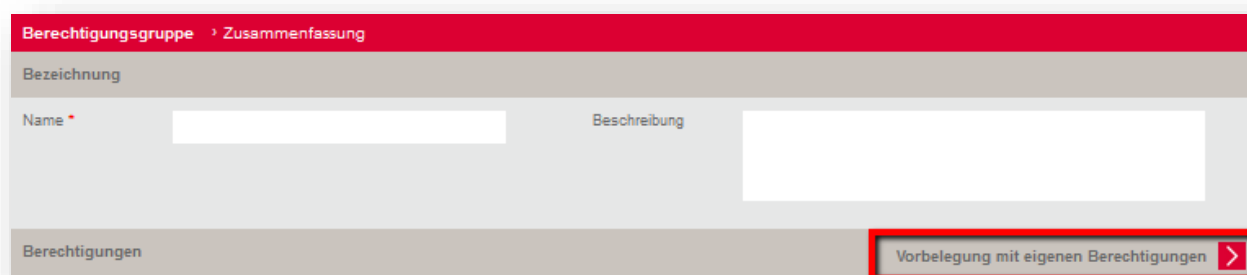 Berechtigungsgruppe › Zusammenfassung
Bezeichnung
Name *
Beschreibung
Berechtigungen
Vorbelegung mit eigenen Berechtigungen